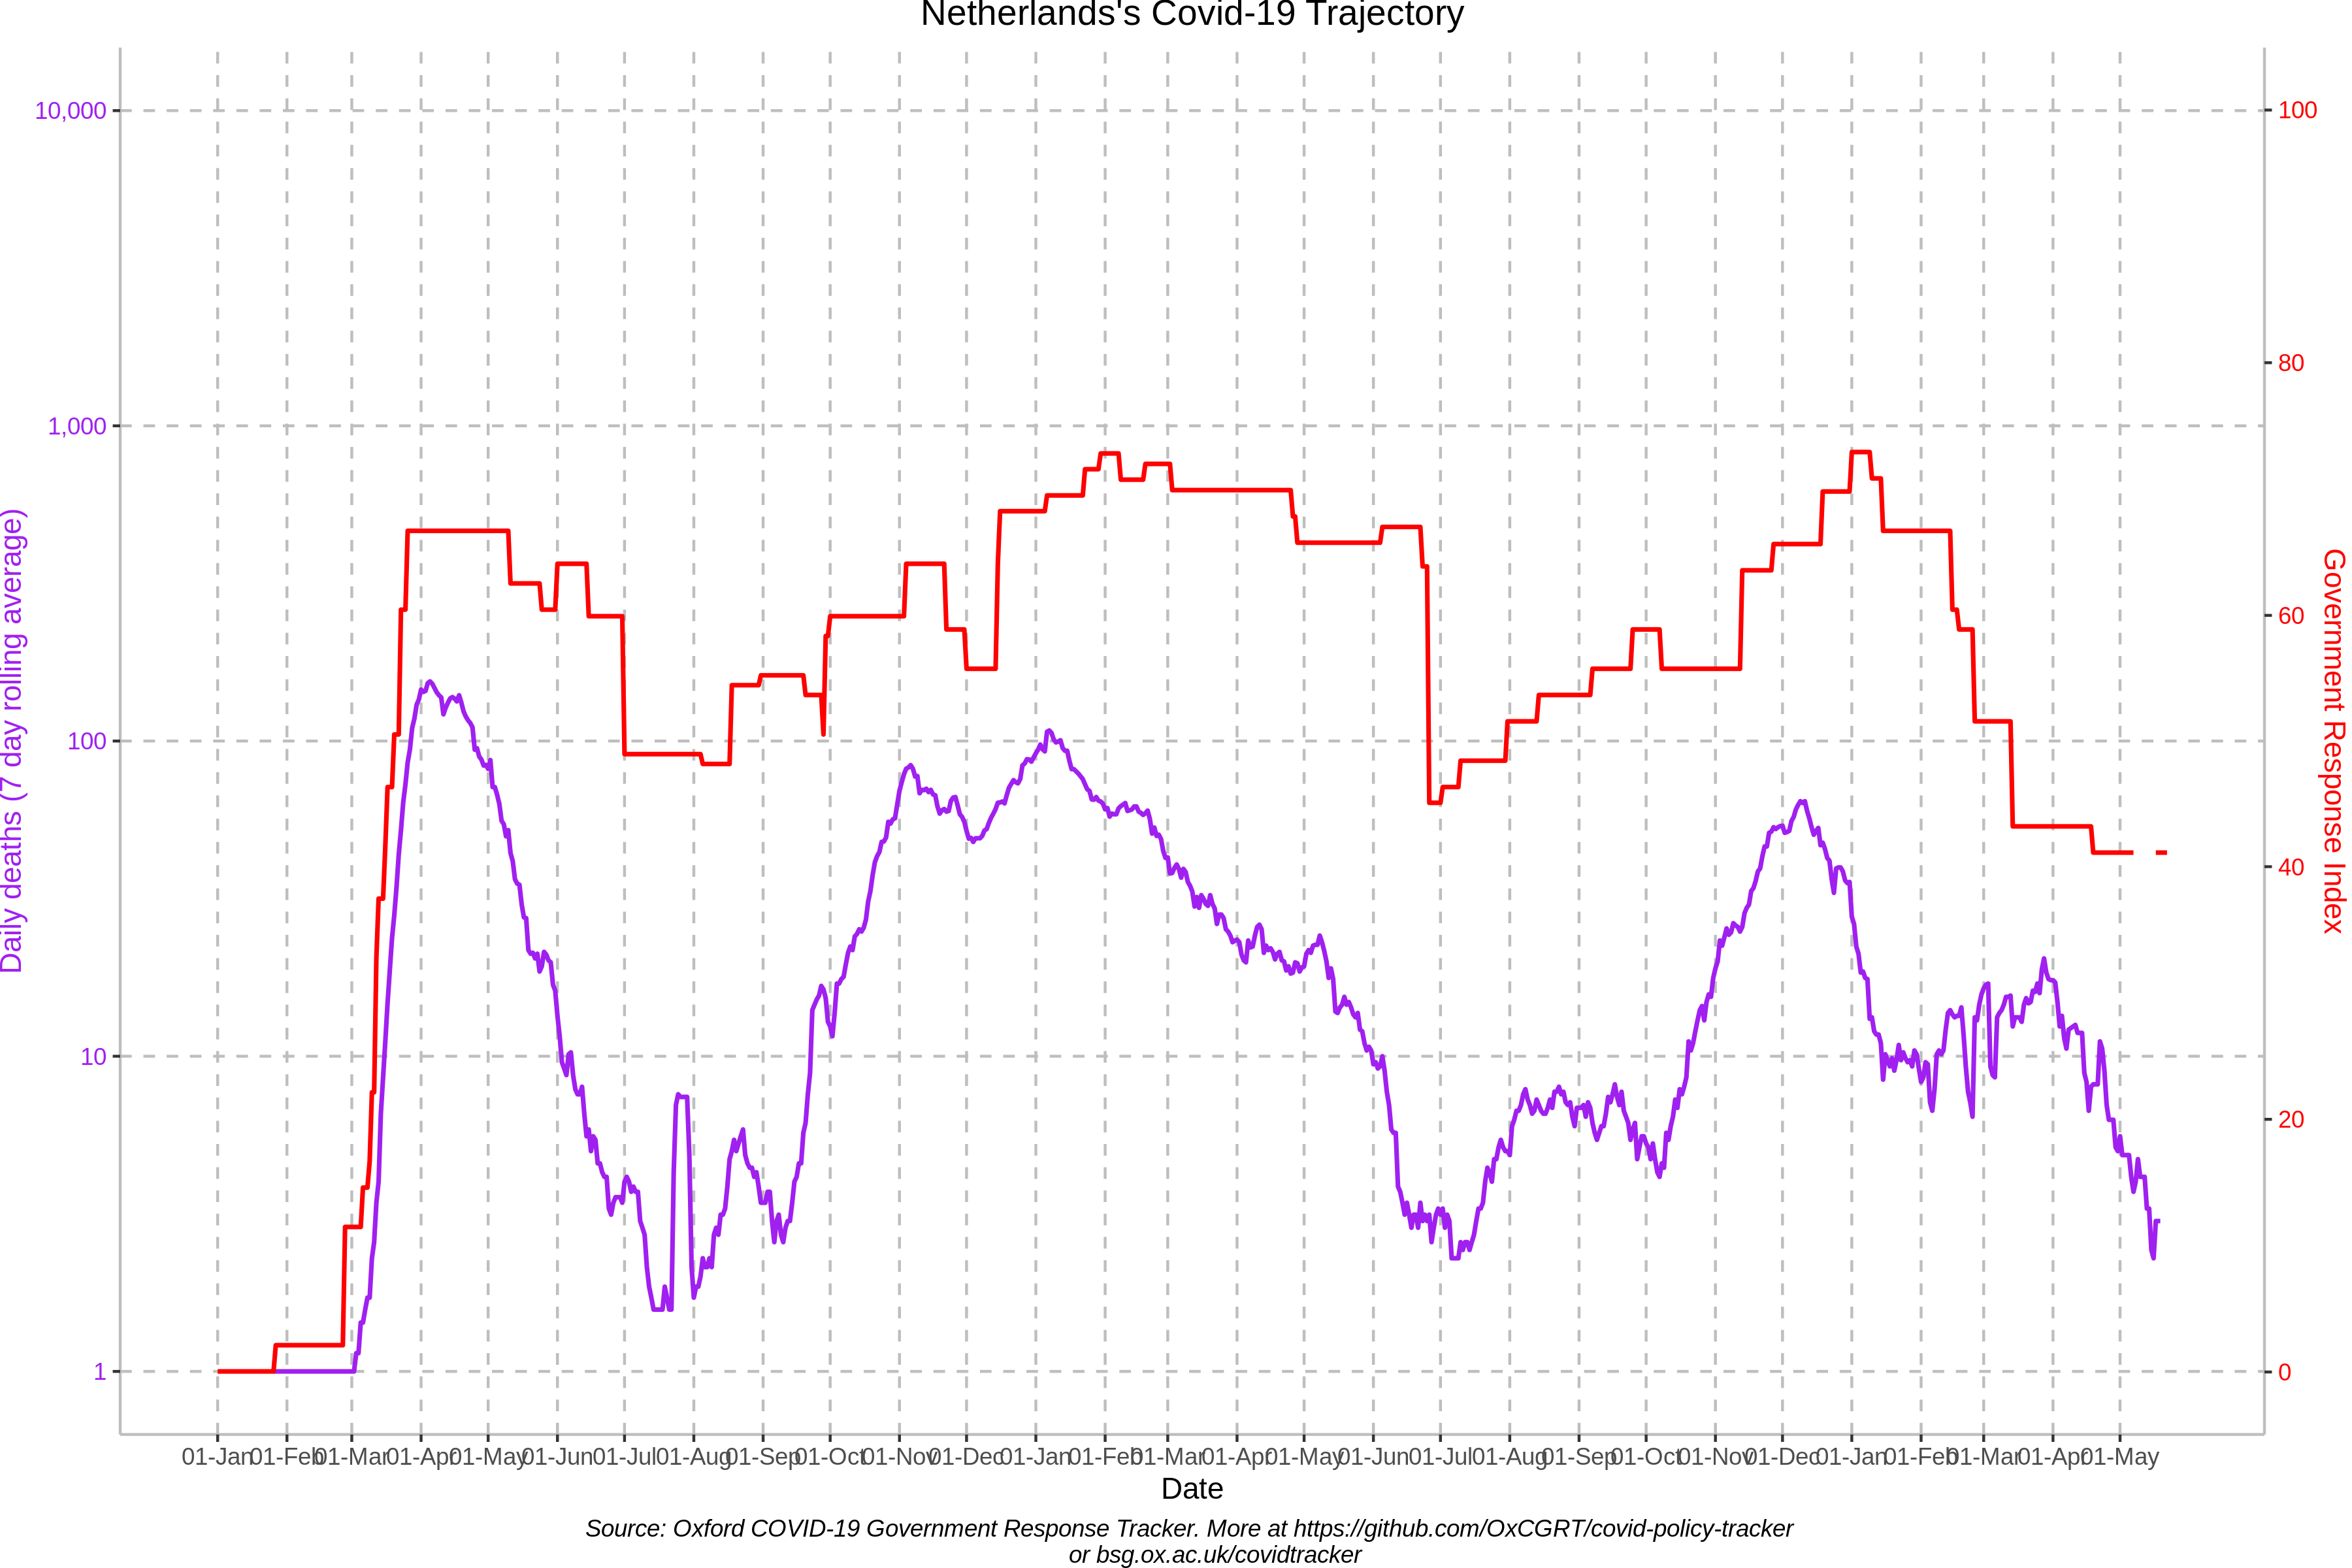 Netherlands's Covid-19 Trajectory
10,000
1,000
100
10
1
Daily deaths (7 day rolling average)
100
80
60
40
20
0
Government Response Index
01-Jan 01-Feb 01-Mar 01-Apr 01-May 01-Jun 01-Jul 01-Aug 01-Sep 01-Oct 01-Nov 01-Dec 01-Jan 01-Feb 01-Mar 01-Apr 01-May 01-Jun 01-Jul 01-Aug 01-Sep 01-Oct 01-Nov 01-Dec 01-Jan 01-Feb 01-Mar 01-Apr 01-May
Date
Source: Oxford COVID-19 Government Response Tracker. More at https://github.com/OxCGRT/covid-policy-tracker
or bsg.ox.ac.uk/covidtracker